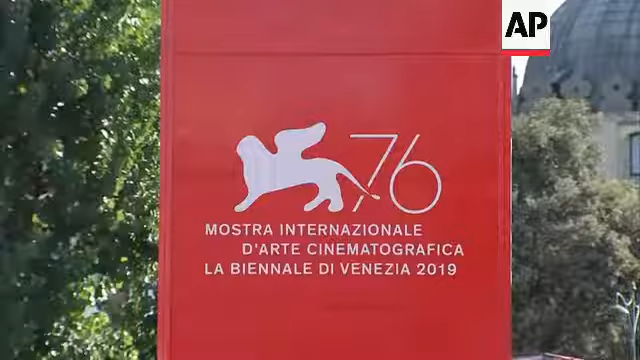 AP
76
MOSTRA INTERNAZIONALE
D'ARTE CINEMATOGRAFICA
LA BIENNALE DI VENEZIA 2019